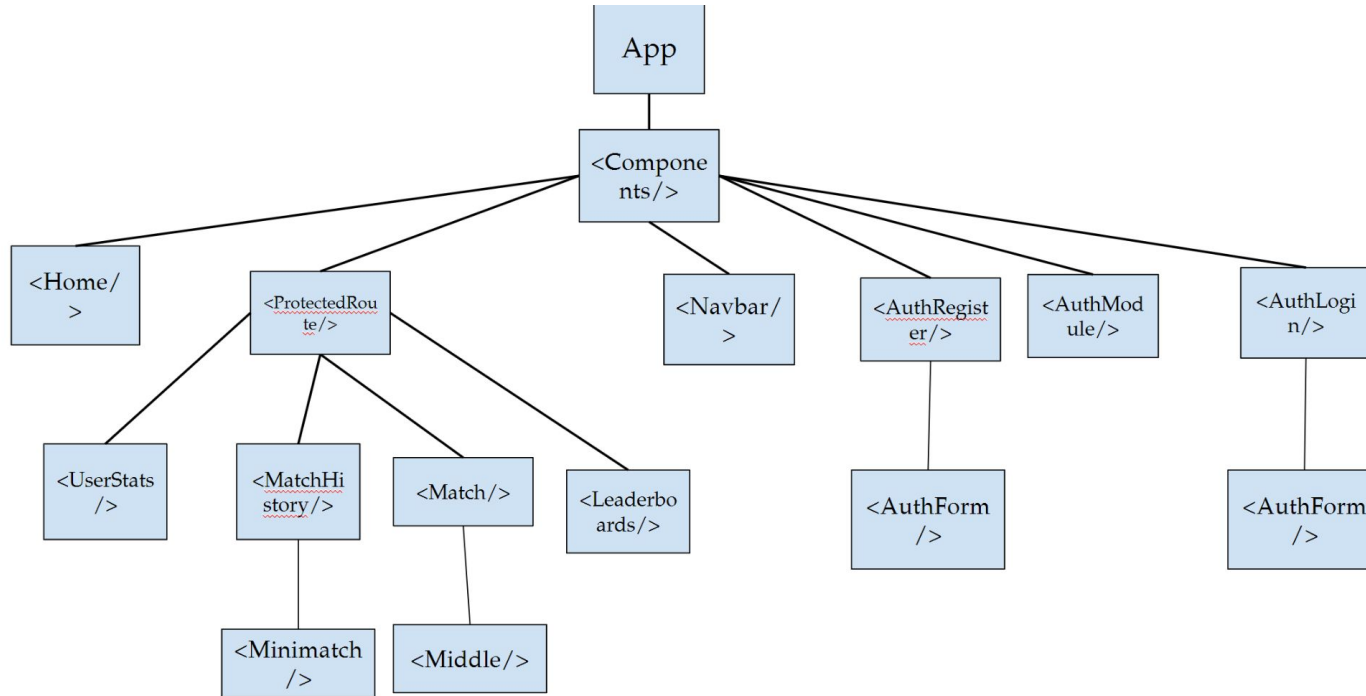 App
<Compone
nts/>
<Home/
>
<ProtectedRou
te/>
<Navbar/
>
<AuthRegist
er/>
<AuthMod
ule/>
<AuthLogi
n/>
<UserStats
/>
<MatchHi
story/>
<Match/>
<Leaderbo
ards/>
<AuthForm
/>
<AuthForm
/>
<Minimatch
/>
<Middle/>